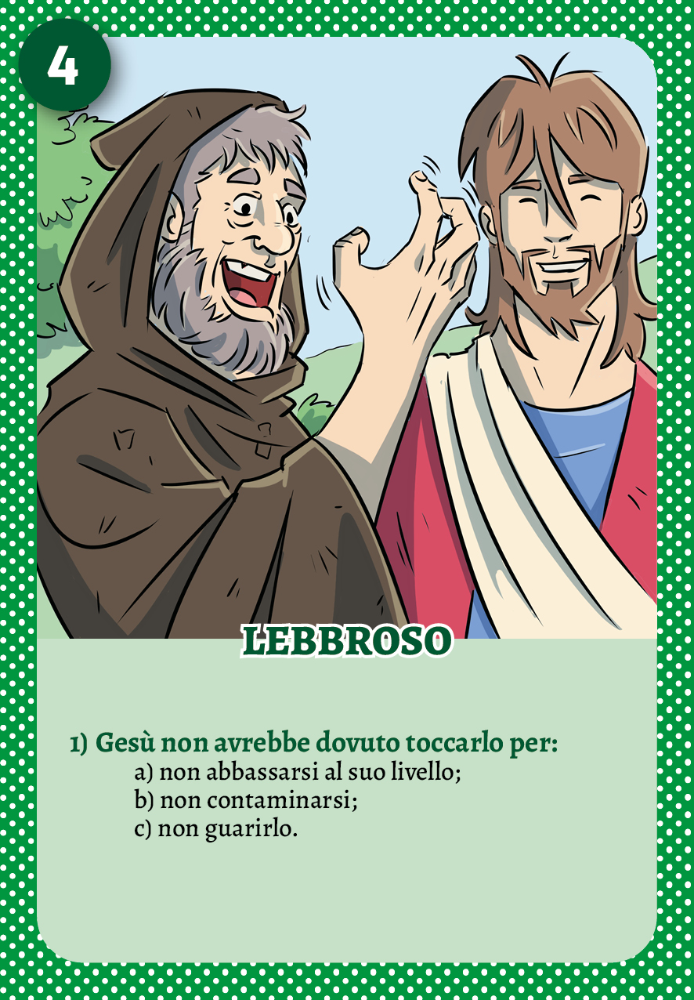 4
LEBBROSO
1) Gesù non avrebbe dovuto toccarlo per:
a) non abbassarsi al suo livello;
b) non contaminarsi;
c) non guarirlo.